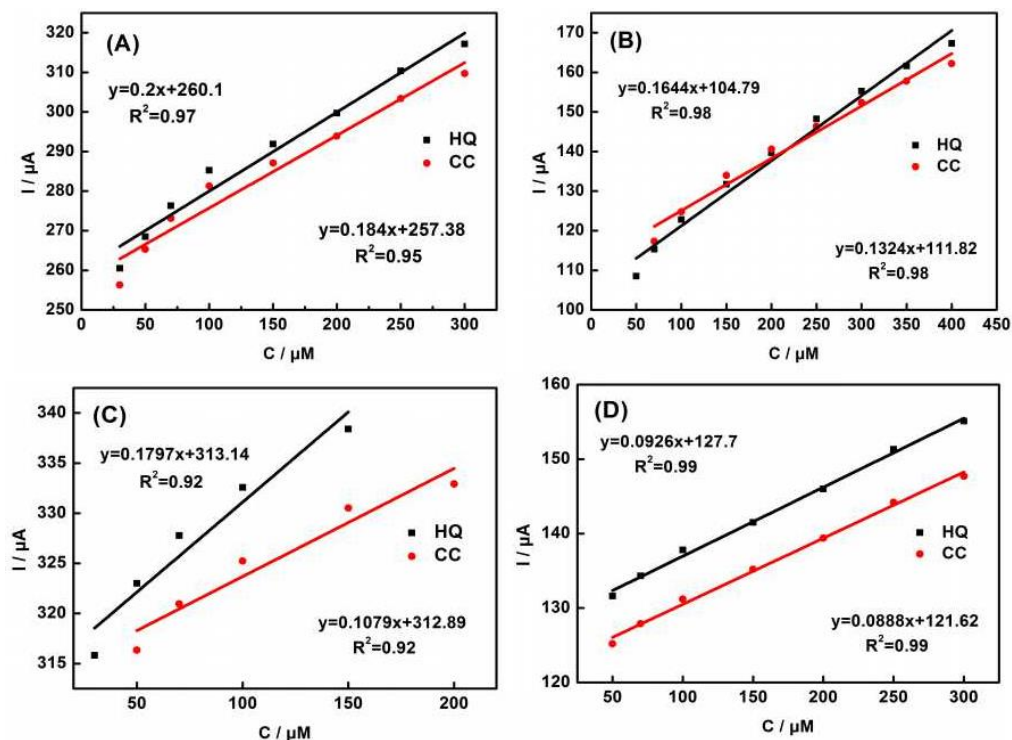 (A)
y=0.2x+260.1
R²=0.97
HQ
CC
y=0.184x+257.38
R²=0.95
I / µA
320
310
300
290
280
270
260
250
0 50 100 150 200 250 300
C / µM
(B)
y=0.1644x+104.79
R²=0.98
HQ
CC
y=0.1324x+111.82
R²=0.98
I / µA
170
160
150
140
130
120
110
100
0 50 100 150 200 250 300 350 400 450
C / µM
(C)
y=0.1797x+313.14
R²=0.92
HQ
CC
y=0.1079x+312.89
R²=0.92
I / µA
340
335
330
325
320
315
50 100 150 200
C / µM
(D)
y=0.0926x+127.7
R²=0.99
HQ
CC
y=0.0888x+121.62
R²=0.99
I / µA
160
150
140
130
120
50 100 150 200 250 300
C / µM